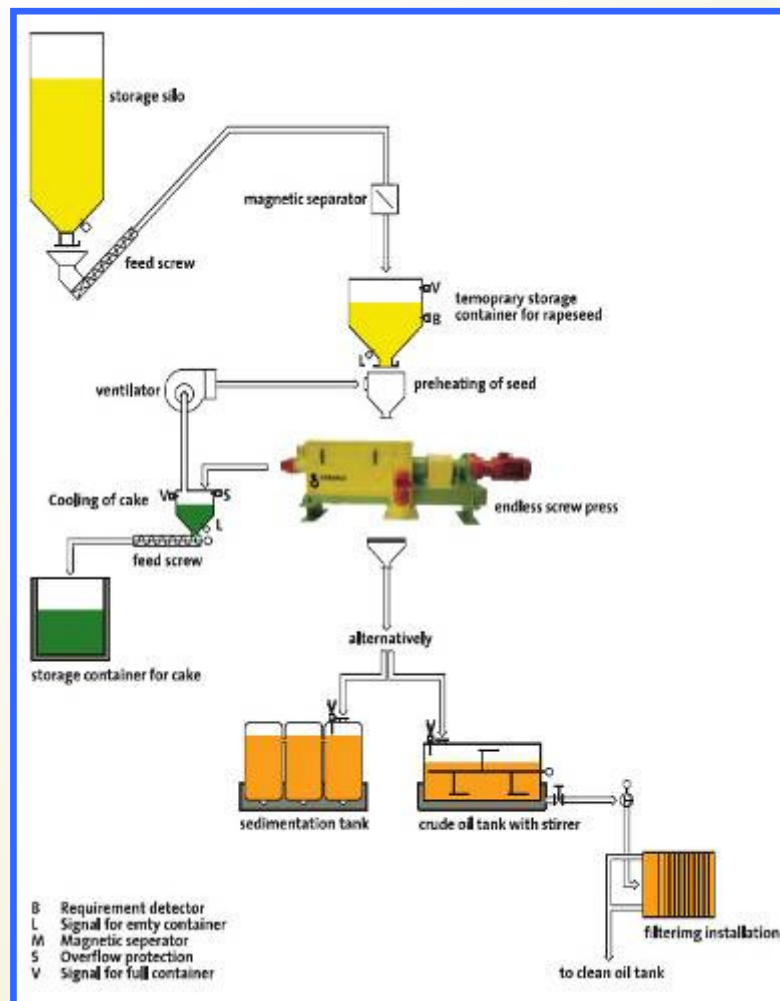 storage silo
magnetic separator
feed screw
V
temoprary storage
container for rapeseed
B
L
preheating of seed
ventilator
V
S
Cooling of cake
L
endless screw press
feed screw
alternatively
storage container for cake
V
V
sedimentation tank
crude oil tank with stirrer
B Requirement detector
L Signal for emty container
M Magnetic seperator
S Overflow protection
V Signal for full container
filterimg installation
to clean oil tank